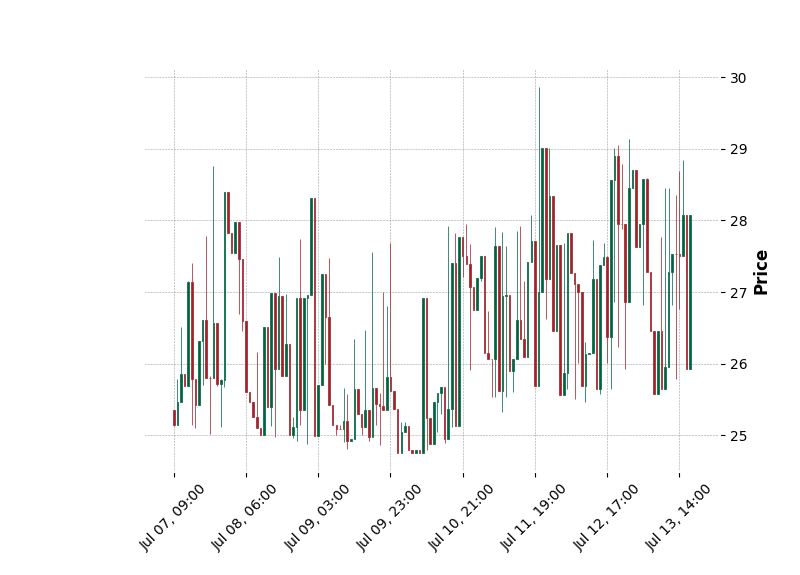 30
29
28
27
26
25
Price
Jul 07, 09:00
Jul 08, 06:00
Jul 09, 03:00
Jul 09, 23:00
Jul 10, 21:00
Jul 11, 19:00
Jul 12, 17:00
Jul 13, 14:00